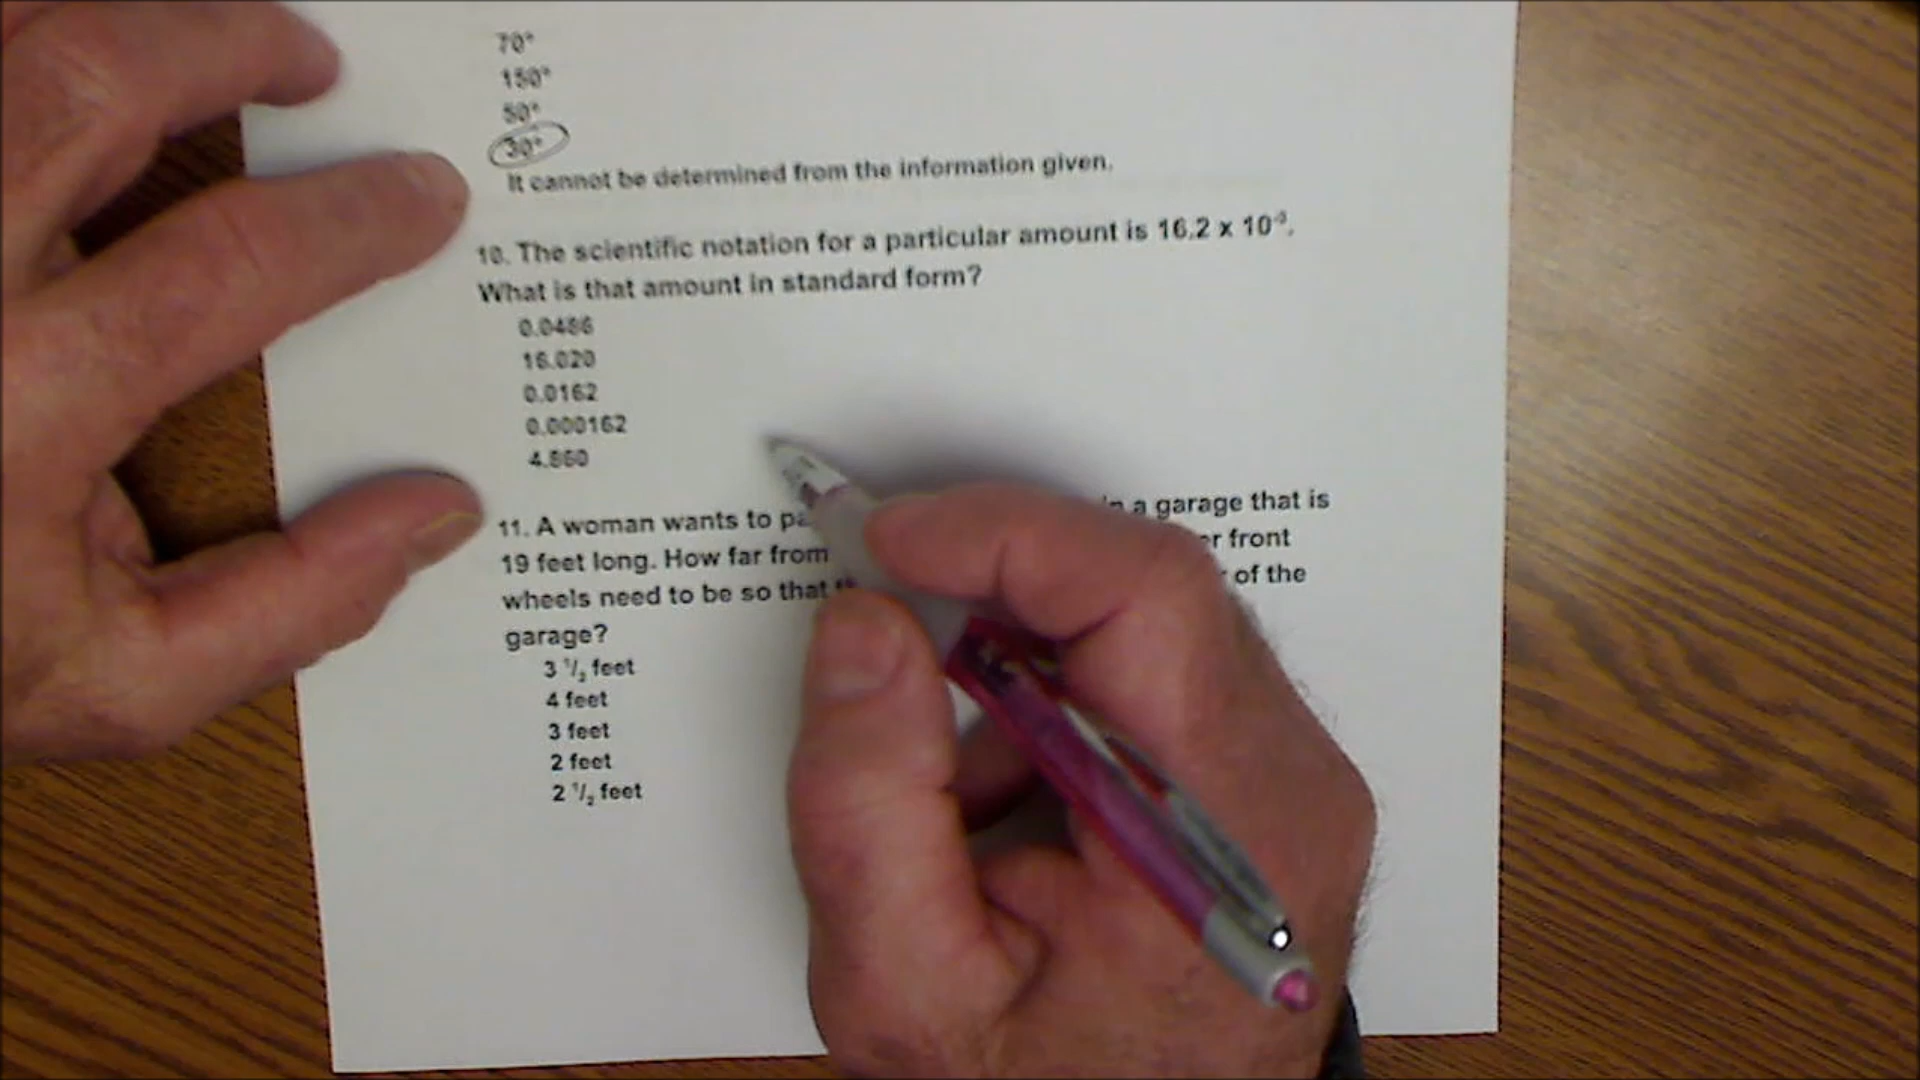 70°
150°
50°
30°
It cannot be determined from the information given.
10. The scientific notation for a particular amount is 16.2 x 10⁻³.
What is that amount in standard form?
0.0486
16.020
0.0162
0.000162
4.860
11. A woman wants to a garage that is
19 feet long. How far from front
wheels need to be so that of the
garage?
3 ½ feet
4 feet
3 feet
2 feet
2 ½ feet